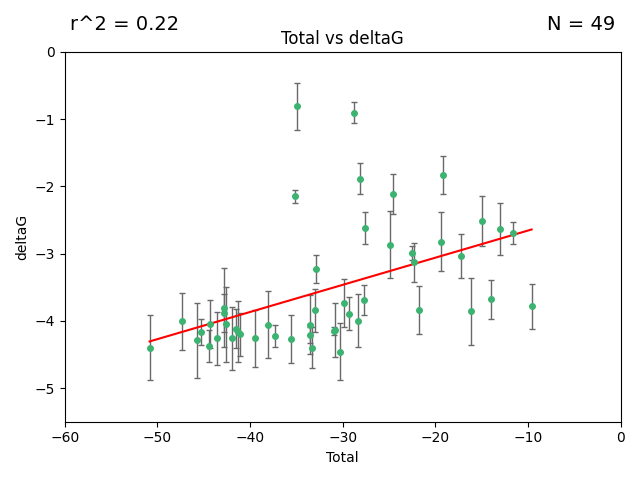 r^2 = 0.22
N = 49
Total vs deltaG
0
−1
−2
−3
−4
−5
deltaG
−60
−50
−40
−30
−20
−10
0
Total